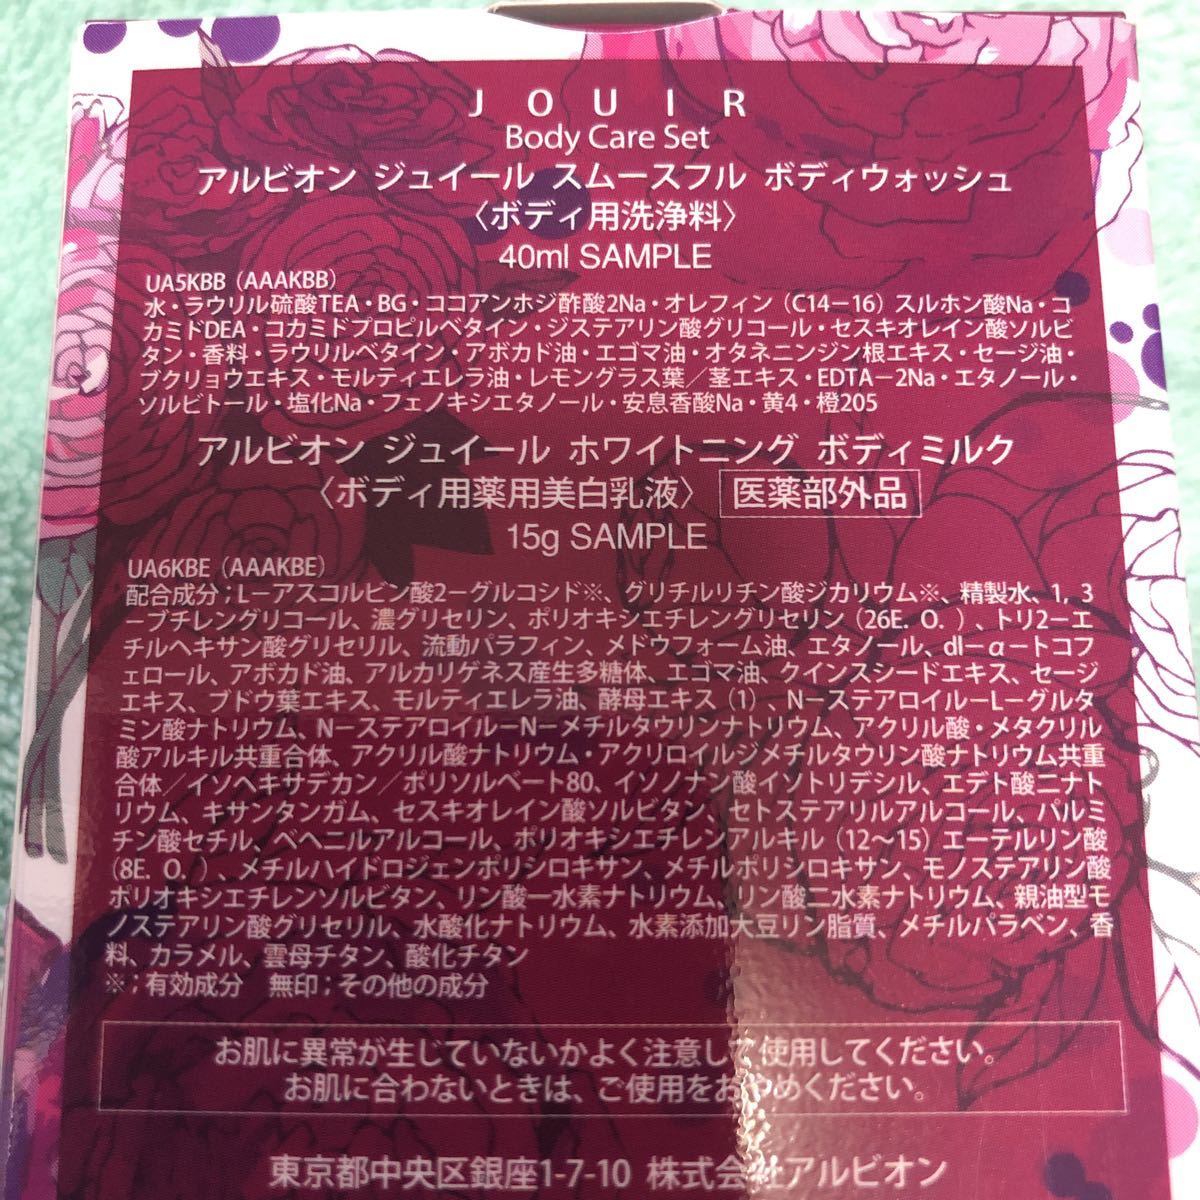 JOUIR
Body Care Set
アルビオン ジュイール スムースフル ボディウォッシュ
〈ボディ用洗浄料〉
40ml SAMPLE
UA5KBB（AAAKBB）
水・ラウリル硫酸TEA・BG・ココアンホジ酢酸2Na・オレフィン（C14－16）スルホン酸Na・コ
カミドDEA・コカミドプロピルベタイン・ジステアリン酸グリコール・セスキオレイン酸ソルビ
タン・香料・ラウリルベタイン・アボカド油・エゴマ油・オタネニンジン根エキス・セージ油・
ブクリョウエキス・モルティエレラ油・レモングラス葉／茎エキス・EDTA－2Na・エタノール・
ソルビトール・塩化Na・フェノキシエタノール・安息香酸Na・黄4・橙205
アルビオン ジュイール ホワイトニング ボディミルク
〈ボディ用薬用美白乳液〉 医薬部外品
15g SAMPLE
UA6KBE（AAAKBE）
配合成分；L－アスコルビン酸2－グルコシド※、グリチルリチン酸ジカリウム※、精製水、1, 3
－ブチレングリコール、濃グリセリン、ポリオキシエチレングリセリン（26E. O. ）、トリ2－エ
チルヘキサン酸グリセリル、流動パラフィン、メドウフォーム油、エタノール、dl－α－トコフ
ェロール、アボカド油、アルカリゲネス産生多糖体、エゴマ油、クインスシードエキス、セージ
エキス、ブドウ葉エキス、モルティエレラ油、酵母エキス（1）、N－ステアロイル－L－グルタ
ミン酸ナトリウム、N－ステアロイル－N－メチルタウリンナトリウム、アクリル酸・メタクリル
酸アルキル共重合体、アクリル酸ナトリウム・アクリロイルジメチルタウリン酸ナトリウム共重
合体／イソヘキサデカン／ポリソルベート80、イソノナン酸イソトリデシル、エデト酸二ナト
リウム、キサンタンガム、セスキオレイン酸ソルビタン、セトステアリルアルコール、パルミ
チン酸セチル、ベヘニルアルコール、ポリオキシエチレンアルキル（12～15）エーテルリン酸
（8E. O. ）、メチルハイドロジェンポリシロキサン、メチルポリシロキサン、モノステアリン酸
ポリオキシエチレンソルビタン、リン酸一水素ナトリウム、リン酸二水素ナトリウム、親油型モ
ノステアリン酸グリセリル、水酸化ナトリウム、水素添加大豆リン脂質、メチルパラベン、香
料、カラメル、雲母チタン、酸化チタン
※；有効成分 無印；その他の成分
お肌に異常が生じていないかよく注意して使用してください。
お肌に合わないときは、ご使用をおやめください。
東京都中央区銀座1-7-10 株式会社アルビオン